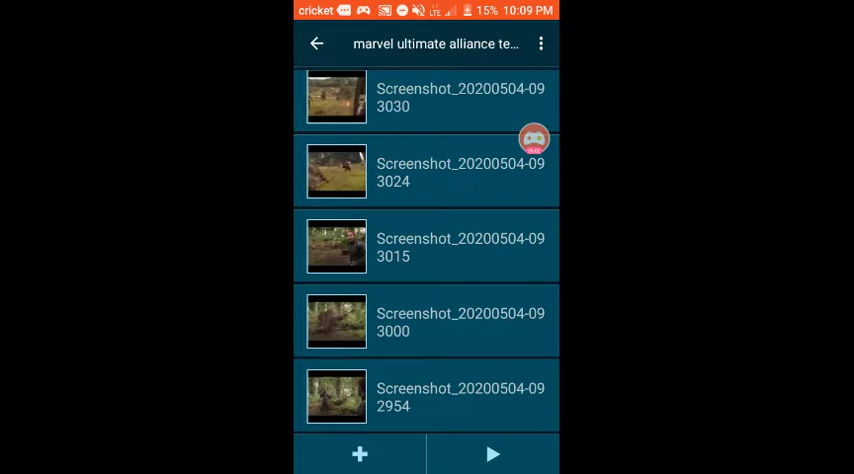 cricket LTE 15% 10:09 PM
marvel ultimate alliance te...
Screenshot_20200504-09
3030
Screenshot_20200504-09
3024
Screenshot_20200504-09
3015
Screenshot_20200504-09
3000
Screenshot_20200504-09
2954